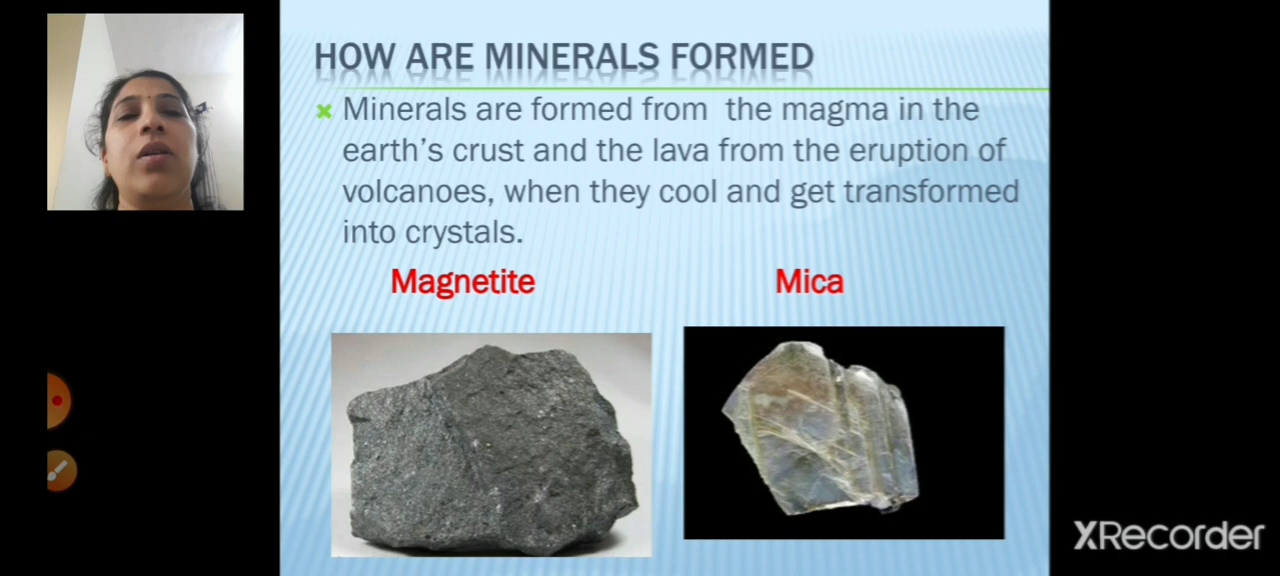 HOW ARE MINERALS FORMED
Minerals are formed from the magma in the
earth's crust and the lava from the eruption of
volcanoes, when they cool and get transformed
into crystals.
Magnetite
Mica
XRecorder